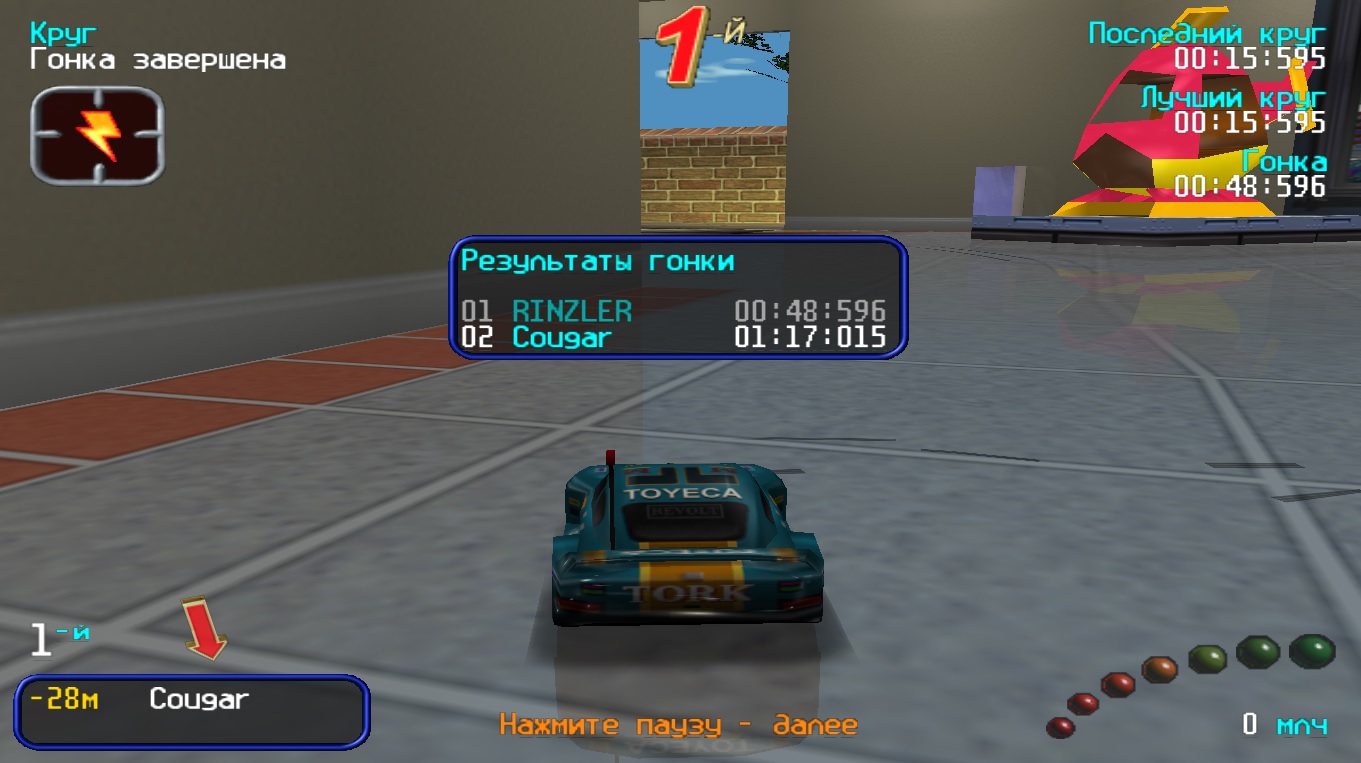 Круг
Гонка завершена
1-й
Последний круг
00:15:595
Лучший круг
00:15:595
Гонка
00:48:596
Результаты гонки
01 RINZLER 00:48:596
02 Cougar 01:17:015
TOYECA
REVOLT
TORK
1-й
-28м Cougar
Нажмите паузу - далее
0 млч